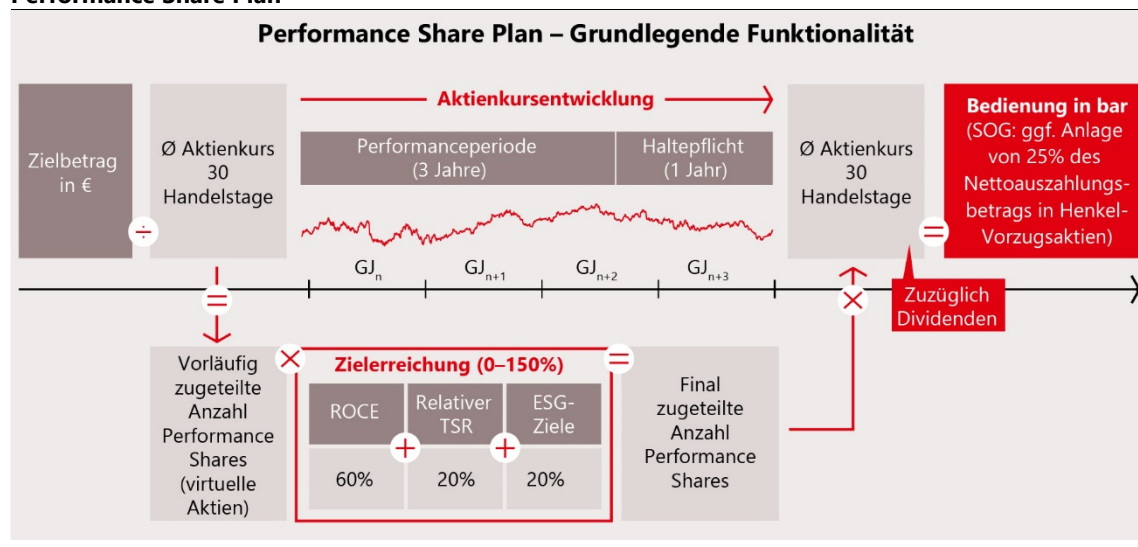 Performance Share Plan
Performance Share Plan – Grundlegende Funktionalität
Zielbetrag
in €
÷
Ø Aktienkurs
30
Handelstage
Aktienkursentwicklung
Performanceperiode
(3 Jahre)
Haltepflicht
(1 Jahr)
GJn
GJn+1
GJn+2
GJn+3
Ø Aktienkurs
30
Handelstage
=
Bedienung in bar
(SOG: ggf. Anlage
von 25% des
Nettoauszahlungs-
betrags in Henkel-
Vorzugsaktien)
Zuzüglich
Dividenden
=
×
Vorläufig
zugeteilte
Anzahl
Performance
Shares
(virtuelle
Aktien)
×
Zielerreichung (0–150%)
ROCE
+
Relativer
TSR
+
ESG-
Ziele
60%
20%
20%
=
Final
zugeteilte
Anzahl
Performance
Shares